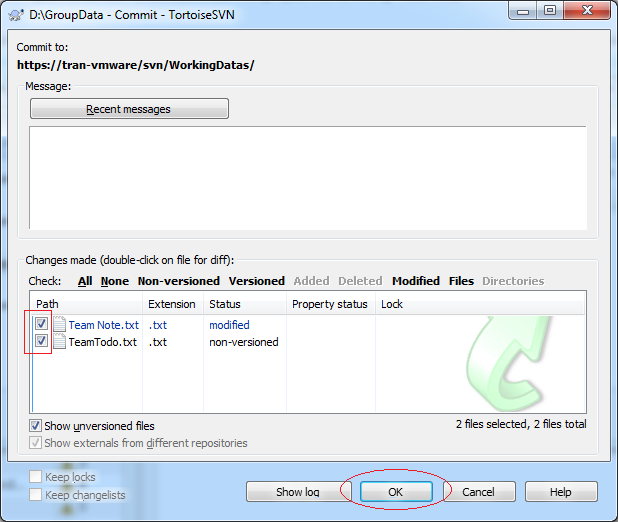 D:\GroupData - Commit - TortoiseSVN
Commit to:
https://tran-vmware/svn/WorkingDatas/
Message:
Recent messages
Changes made (double-click on file for diff):
Check: All None Non-versioned Versioned Added Deleted Modified Files Directories
Path Extension Status Property status Lock
Team Note.txt .txt modified
TeamTodo.txt .txt non-versioned
Show unversioned files 2 files selected, 2 files total
Show externals from different repositories
Keep locks
Keep changelists
Show log OK Cancel Help